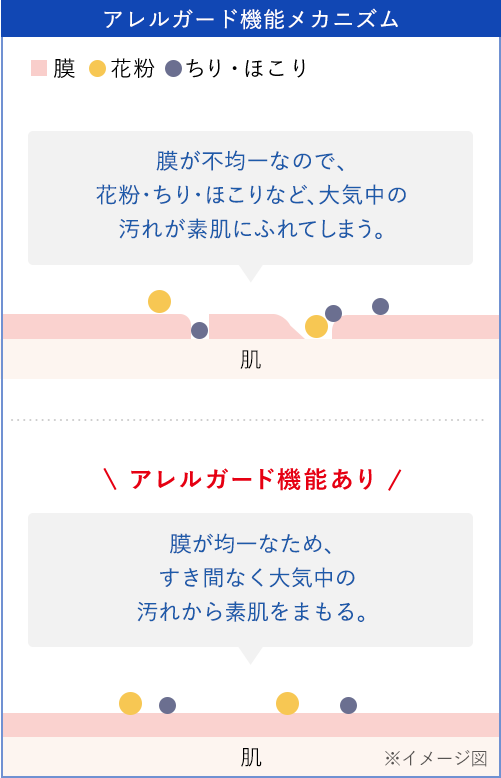 アレルガード機能メカニズム
膜 花粉 ちり・ほこり
膜が不均一なので、
花粉・ちり・ほこりなど、大気中の
汚れが素肌にふれてしまう。
肌
\ アレルガード機能あり /
膜が均一なため、
すき間なく大気中の
汚れから素肌をまもる。
肌
※イメージ図